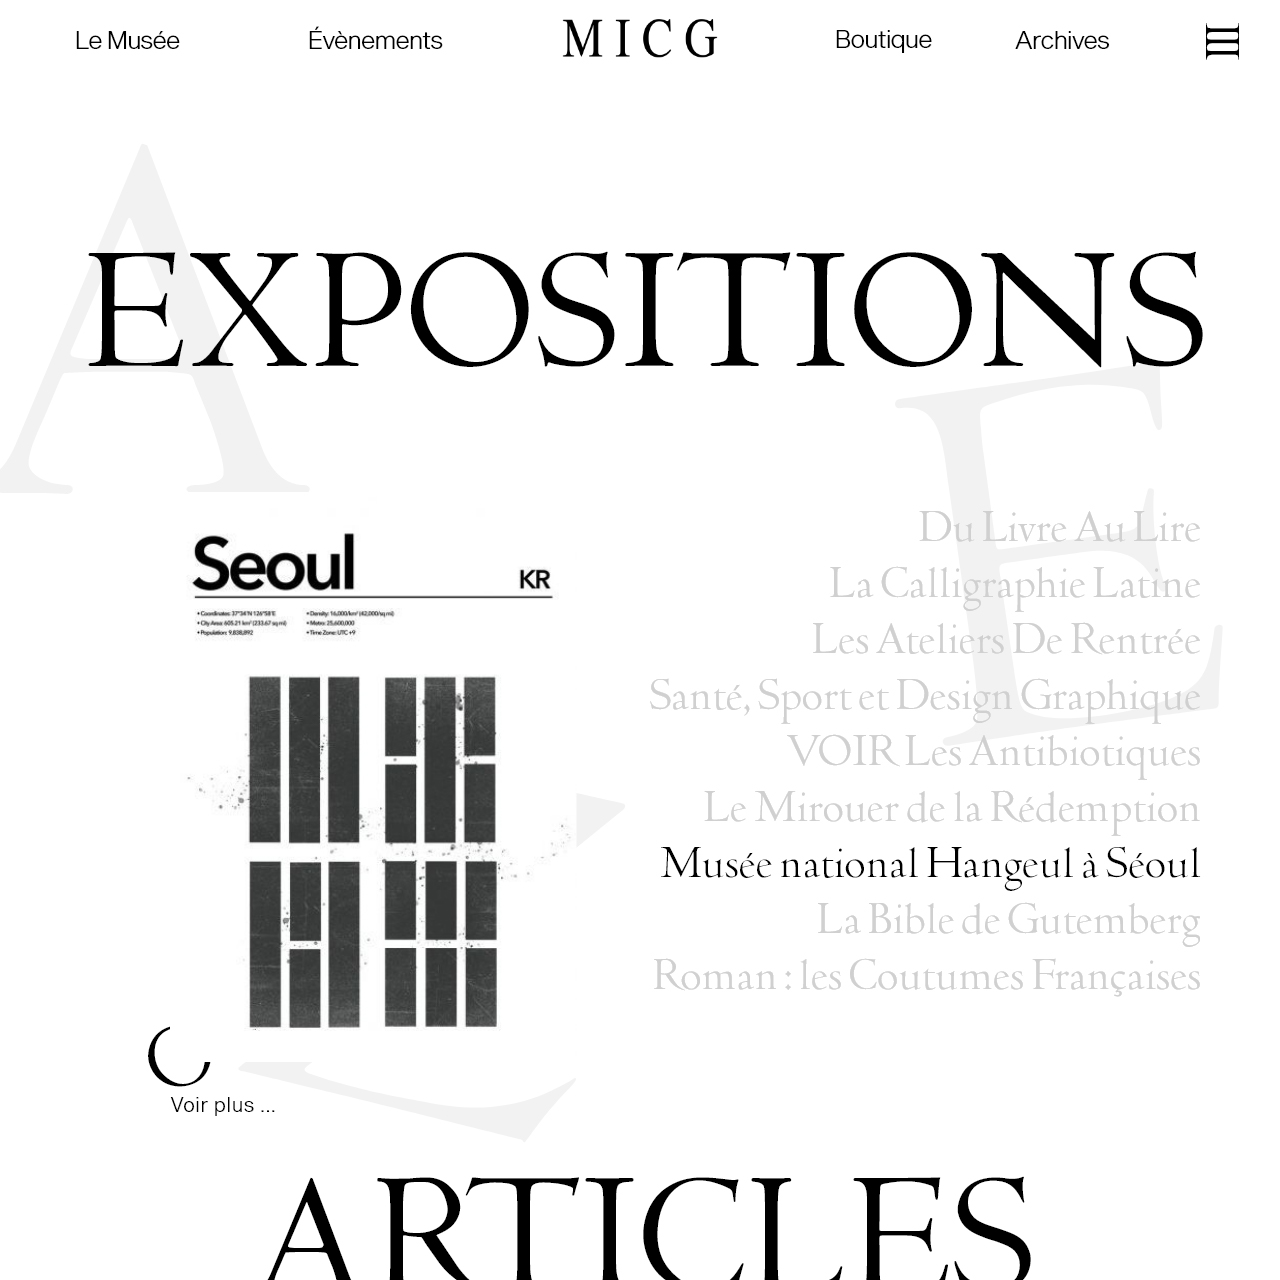 Le Musée Évènements MICG Boutique Archives
A
EXPOSITIONS
E
Seoul
KR
• Coordinates: 37°34'N 126°58'E
• City Area: 605.21 km² (233.67 sq mi)
• Population: 9,838,892
• Density: 16,000/km² (42,000/sq mi)
• Metro: 25,600,000
• Time Zone: UTC +9
Du Livre Au Lire
La Calligraphie Latine
Les Ateliers De Rentrée
Santé, Sport et Design Graphique
VOIR Les Antibiotiques
Le Mirouer de la Rédemption
Musée national Hangeul à Séoul
La Bible de Gutemberg
Roman : les Coutumes Françaises
Voir plus ...
ARTICLES